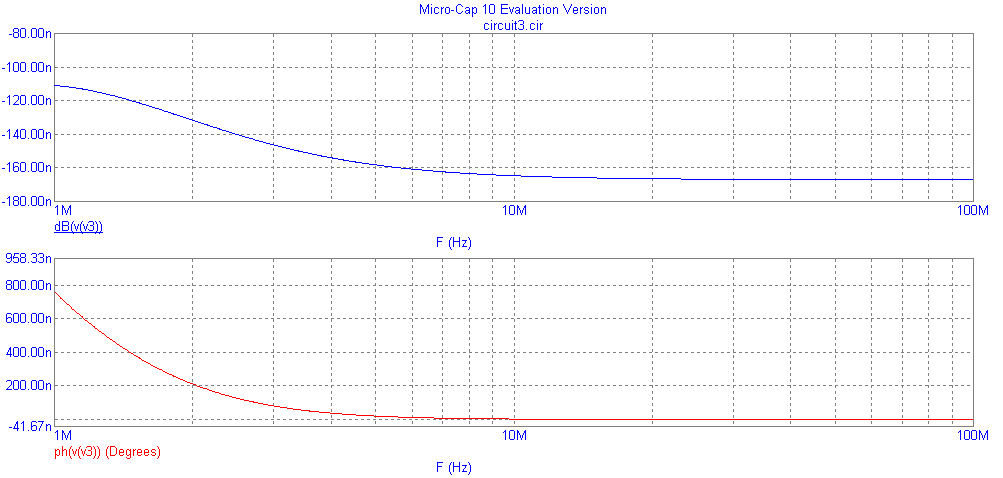 Micro-Cap 10 Evaluation Version
circuit3.cir
-80.00n
-100.00n
-120.00n
-140.00n
-160.00n
-180.00n
1M 10M 100M
dB(v(v3))
F (Hz)
958.33n
800.00n
600.00n
400.00n
200.00n
-41.67n
1M 10M 100M
ph(v(v3)) (Degrees)
F (Hz)